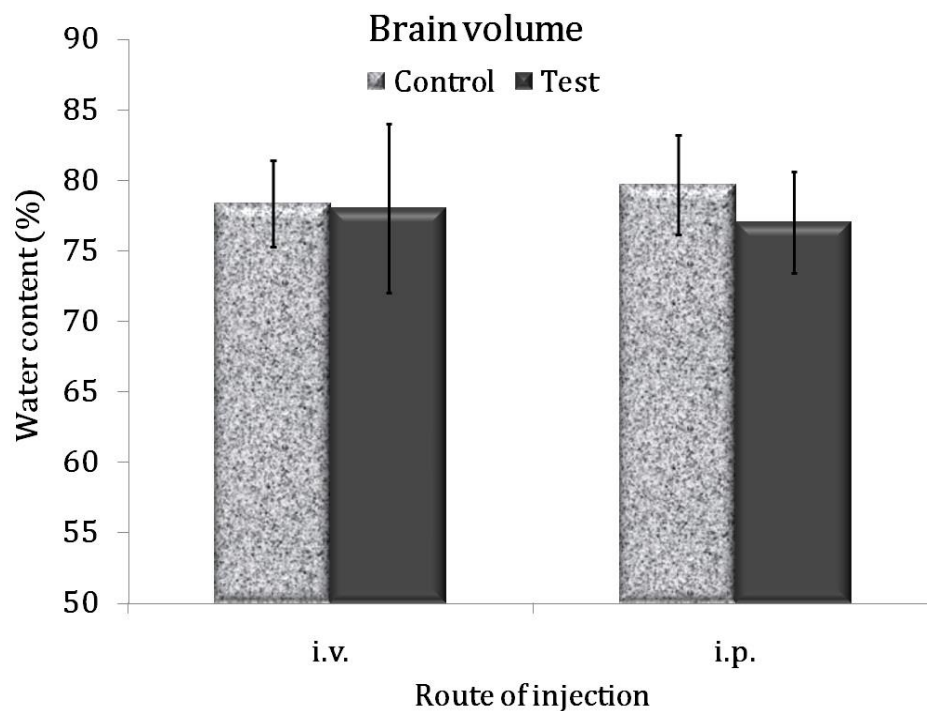 Brain volume
Control Test
90
85
80
75
70
65
60
55
50
Water content (%)
i.v. i.p.
Route of injection